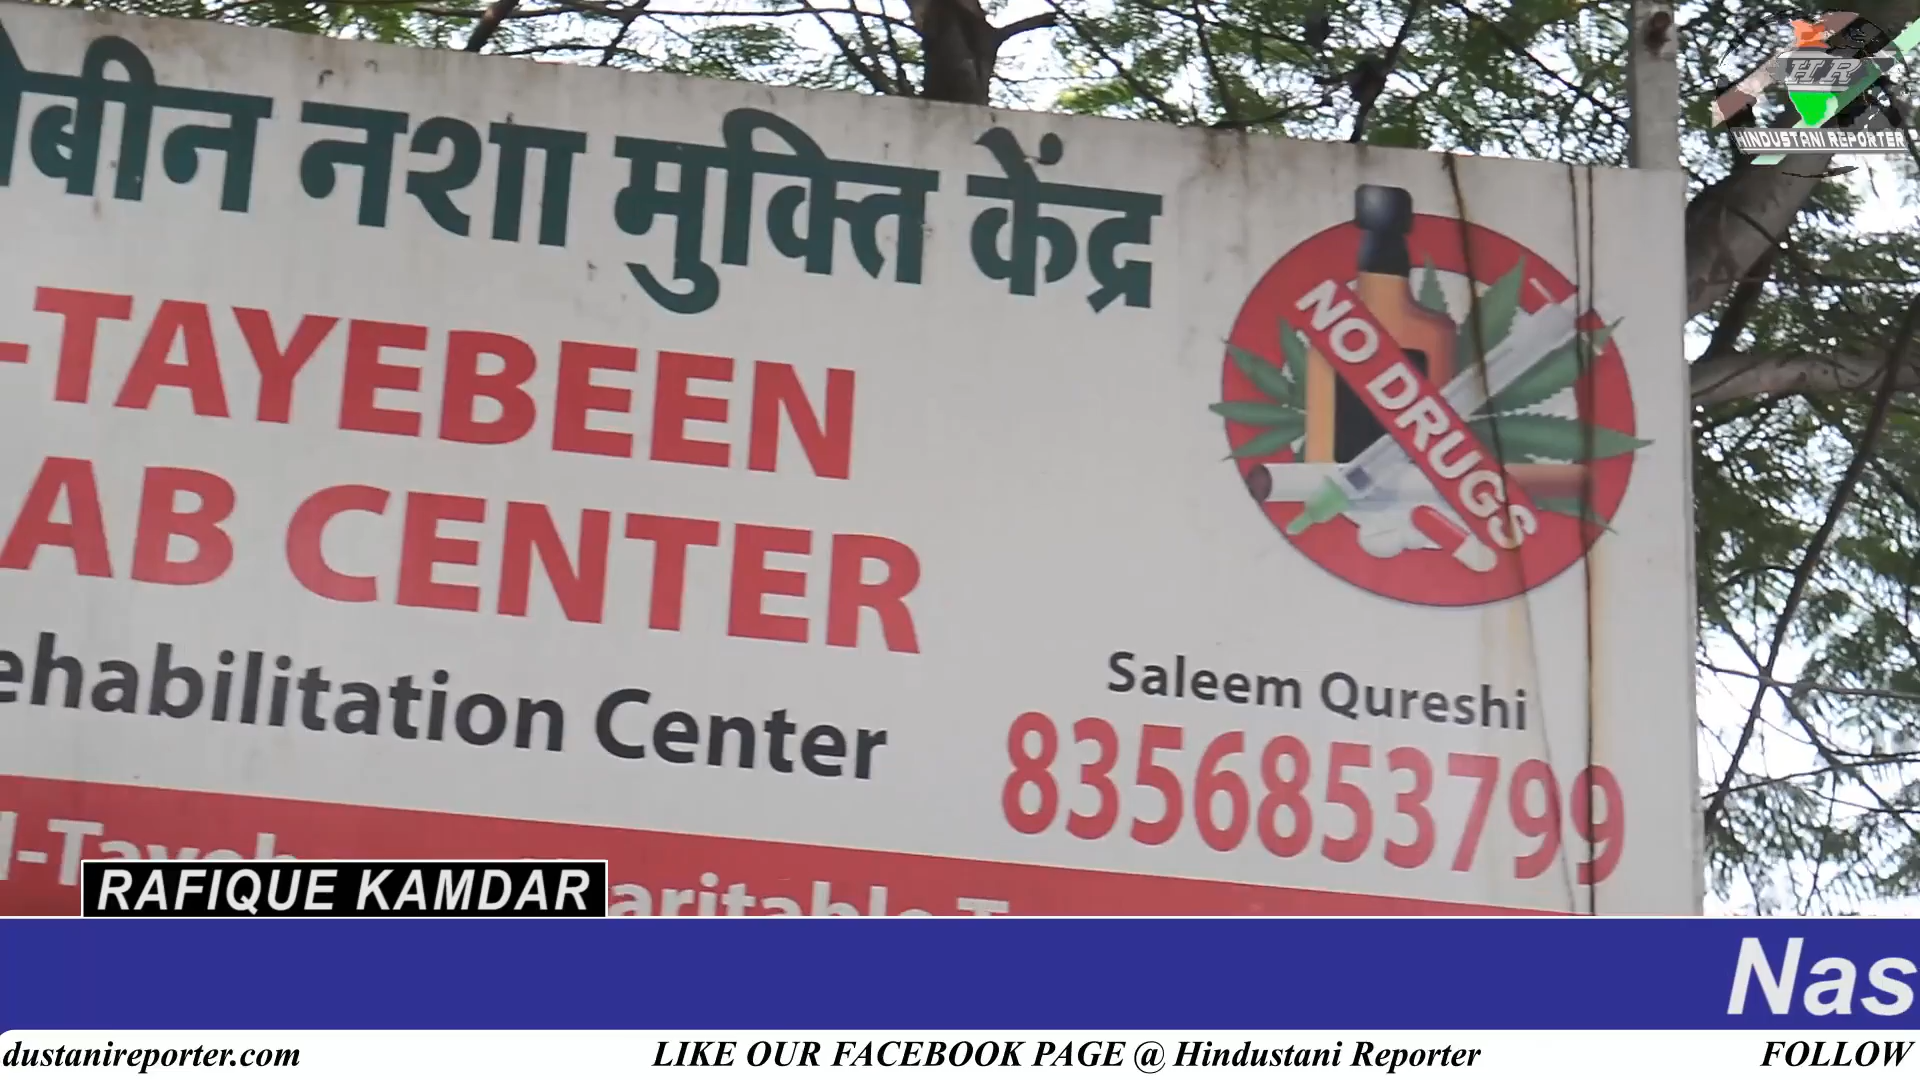 नशा मुक्ति केंद्र
-TAYEBEEN
AB CENTER
ehabilitation Center
NO DRUGS
Saleem Qureshi
8356853799
HR
HINDUSTANI REPORTER
RAFIQUE KAMDAR
Nas
dustanireporter.com
LIKE OUR FACEBOOK PAGE @ Hindustani Reporter
FOLLOW